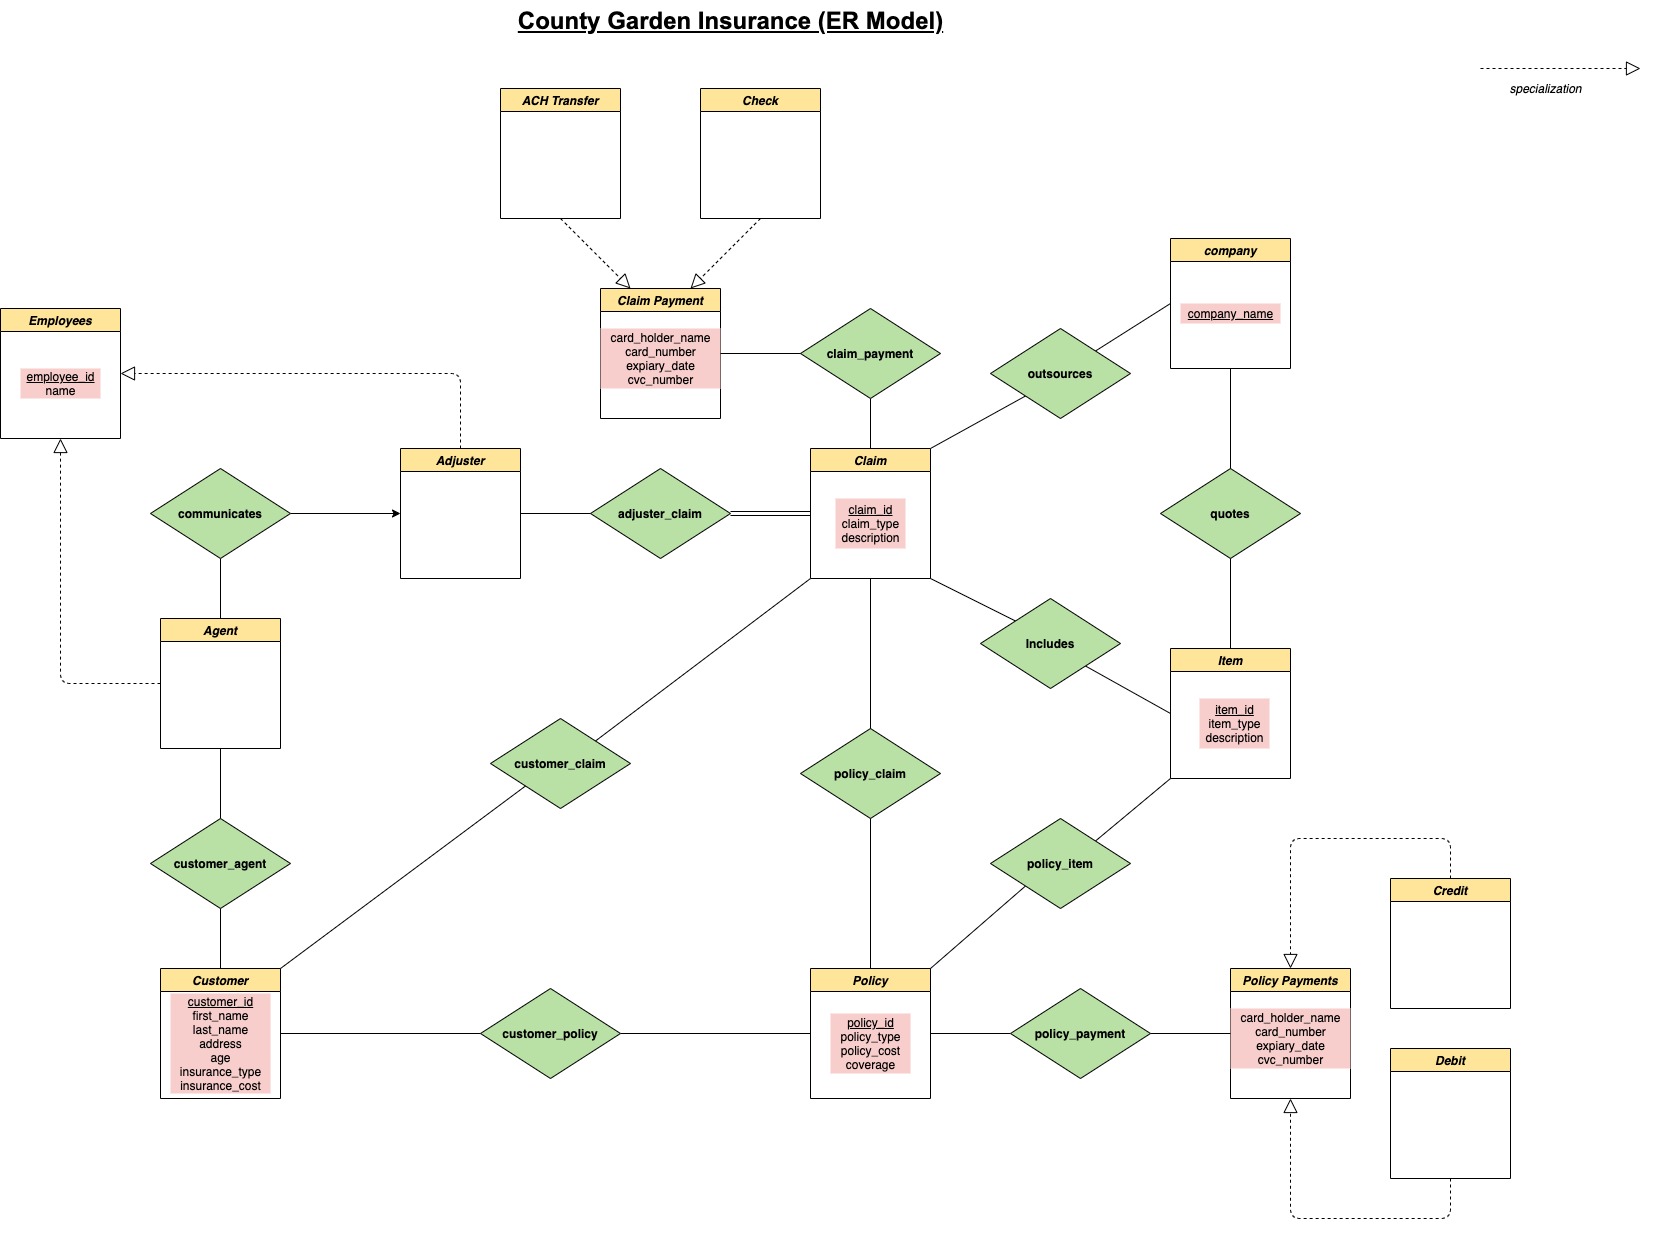 County Garden Insurance (ER Model)
specialization
ACH Transfer
Check
company
company_name
Claim Payment
card_holder_name
card_number
expiary_date
cvc_number
claim_payment
outsources
Employees
employee_id
name
Adjuster
Claim
claim_id
claim_type
description
communicates
adjuster_claim
quotes
Agent
Includes
Item
item_id
item_type
description
customer_claim
policy_claim
customer_agent
policy_item
Credit
Customer
customer_id
first_name
last_name
address
age
insurance_type
insurance_cost
customer_policy
Policy
policy_id
policy_type
policy_cost
coverage
policy_payment
Policy Payments
card_holder_name
card_number
expiary_date
cvc_number
Debit